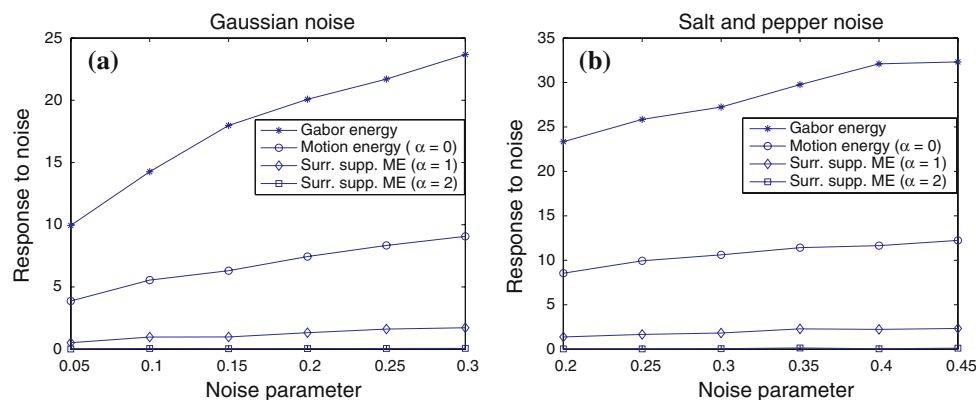 Gaussian noise
(a)
25
20
15
10
5
0
0.05 0.1 0.15 0.2 0.25 0.3
Response to noise
Noise parameter
Gabor energy
Motion energy ( α = 0)
Surr. supp. ME (α = 1)
Surr. supp. ME (α = 2)
Salt and pepper noise
(b)
35
30
25
20
15
10
5
0
0.2 0.25 0.3 0.35 0.4 0.45
Response to noise
Noise parameter
Gabor energy
Motion energy (α = 0)
Surr. supp. ME (α = 1)
Surr. supp. ME (α = 2)